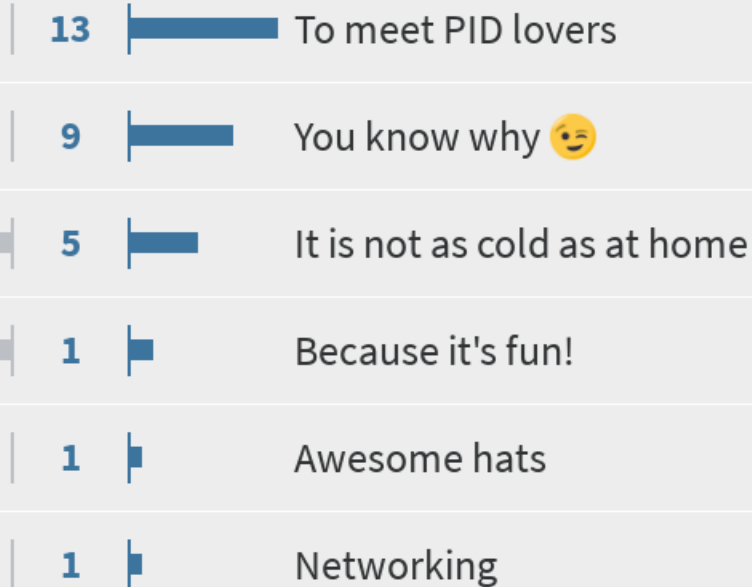 13 To meet PID lovers
9 You know why 😉
5 It is not as cold as at home
1 Because it's fun!
1 Awesome hats
1 Networking